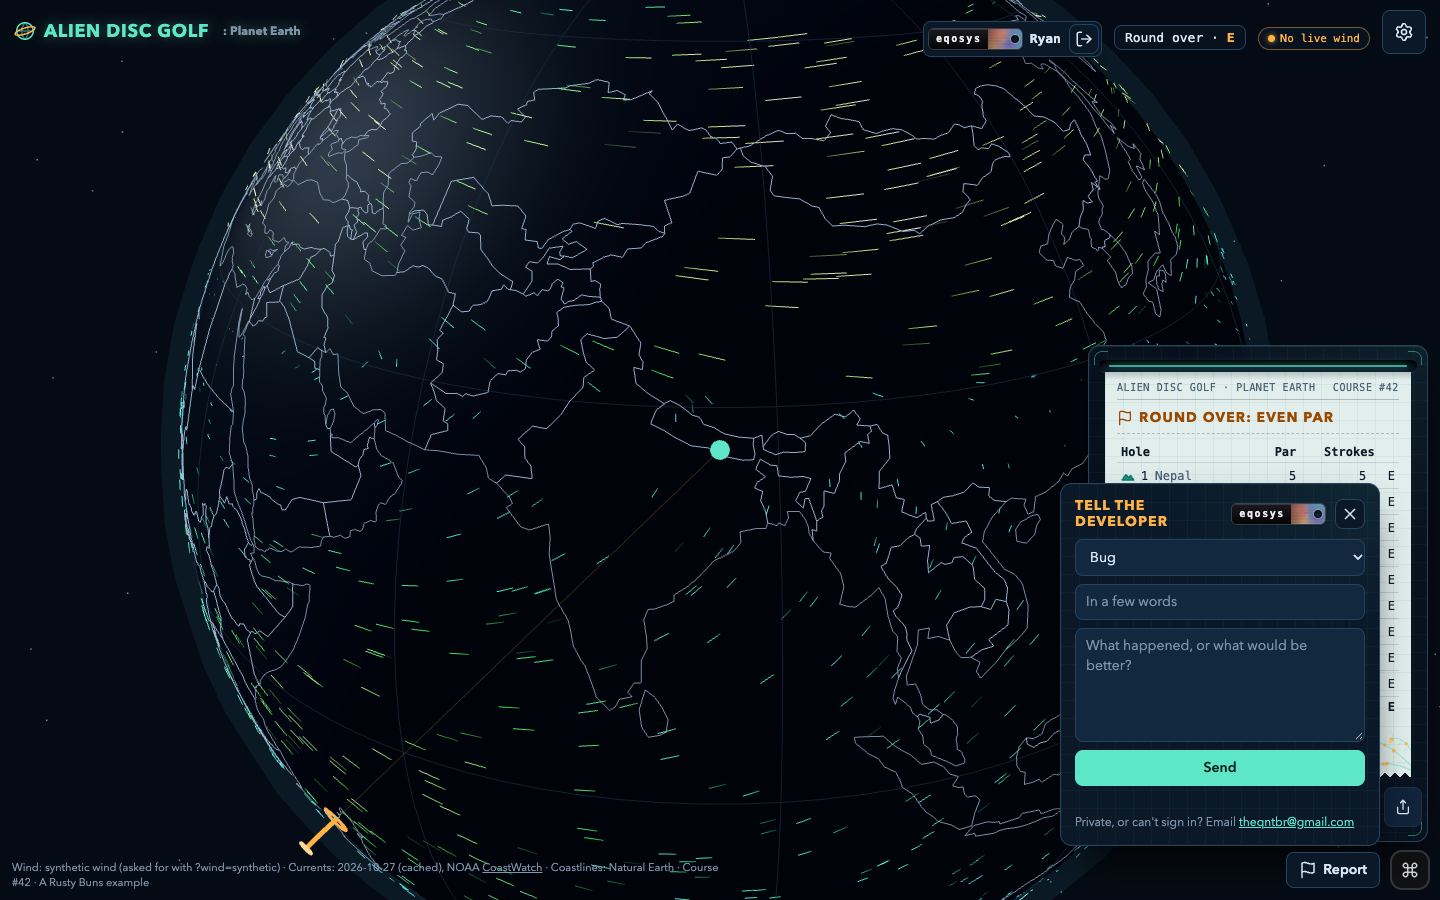 ALIEN DISC GOLF : Planet Earth
eqosys Ryan
Round over · E
No live wind
ALIEN DISC GOLF · PLANET EARTH COURSE #42
ROUND OVER: EVEN PAR
Hole Par Strokes
1 Nepal 5 5 E
E
E
E
E
E
E
E
E
E
TELL THE
DEVELOPER
eqosys
Bug
In a few words
What happened, or what would be
better?
Send
Private, or can't sign in? Email theqntbr@gmail.com
Wind: synthetic wind (asked for with ?wind=synthetic) · Currents: 2026-10-27 (cached), NOAA CoastWatch · Coastlines: Natural Earth · Course
#42 · A Rusty Buns example
Report